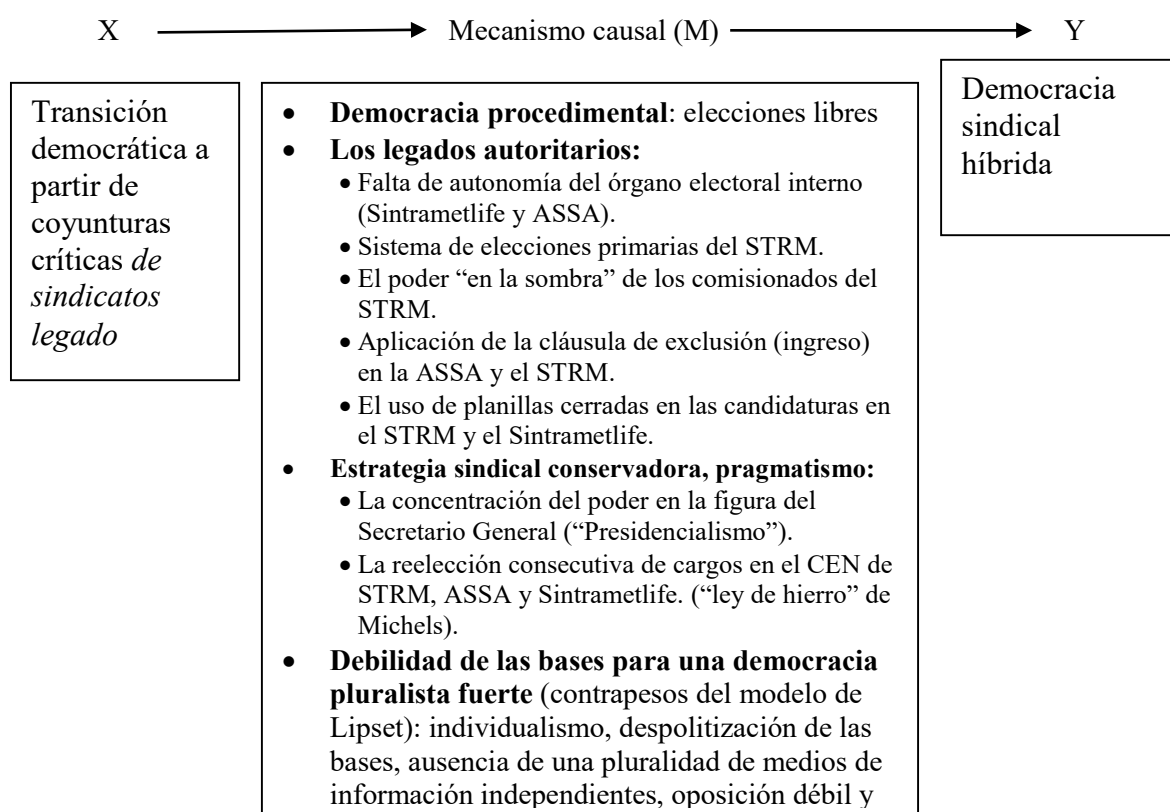 X Mecanismo causal (M) Y
Transición
democrática a
partir de
coyunturas
críticas de
sindicatos
legado
• Democracia procedimental: elecciones libres
• Los legados autoritarios:
• Falta de autonomía del órgano electoral interno
(Sintrametlife y ASSA).
• Sistema de elecciones primarias del STRM.
• El poder “en la sombra” de los comisionados del
STRM.
• Aplicación de la cláusula de exclusión (ingreso)
en la ASSA y el STRM.
• El uso de planillas cerradas en las candidaturas en
el STRM y el Sintrametlife.
• Estrategia sindical conservadora, pragmatismo:
• La concentración del poder en la figura del
Secretario General (“Presidencialismo”).
• La reelección consecutiva de cargos en el CEN de
STRM, ASSA y Sintrametlife. (“ley de hierro” de
Michels).
• Debilidad de las bases para una democracia
pluralista fuerte (contrapesos del modelo de
Lipset): individualismo, despolitización de las
bases, ausencia de una pluralidad de medios de
información independientes, oposición débil y
Democracia
sindical
híbrida